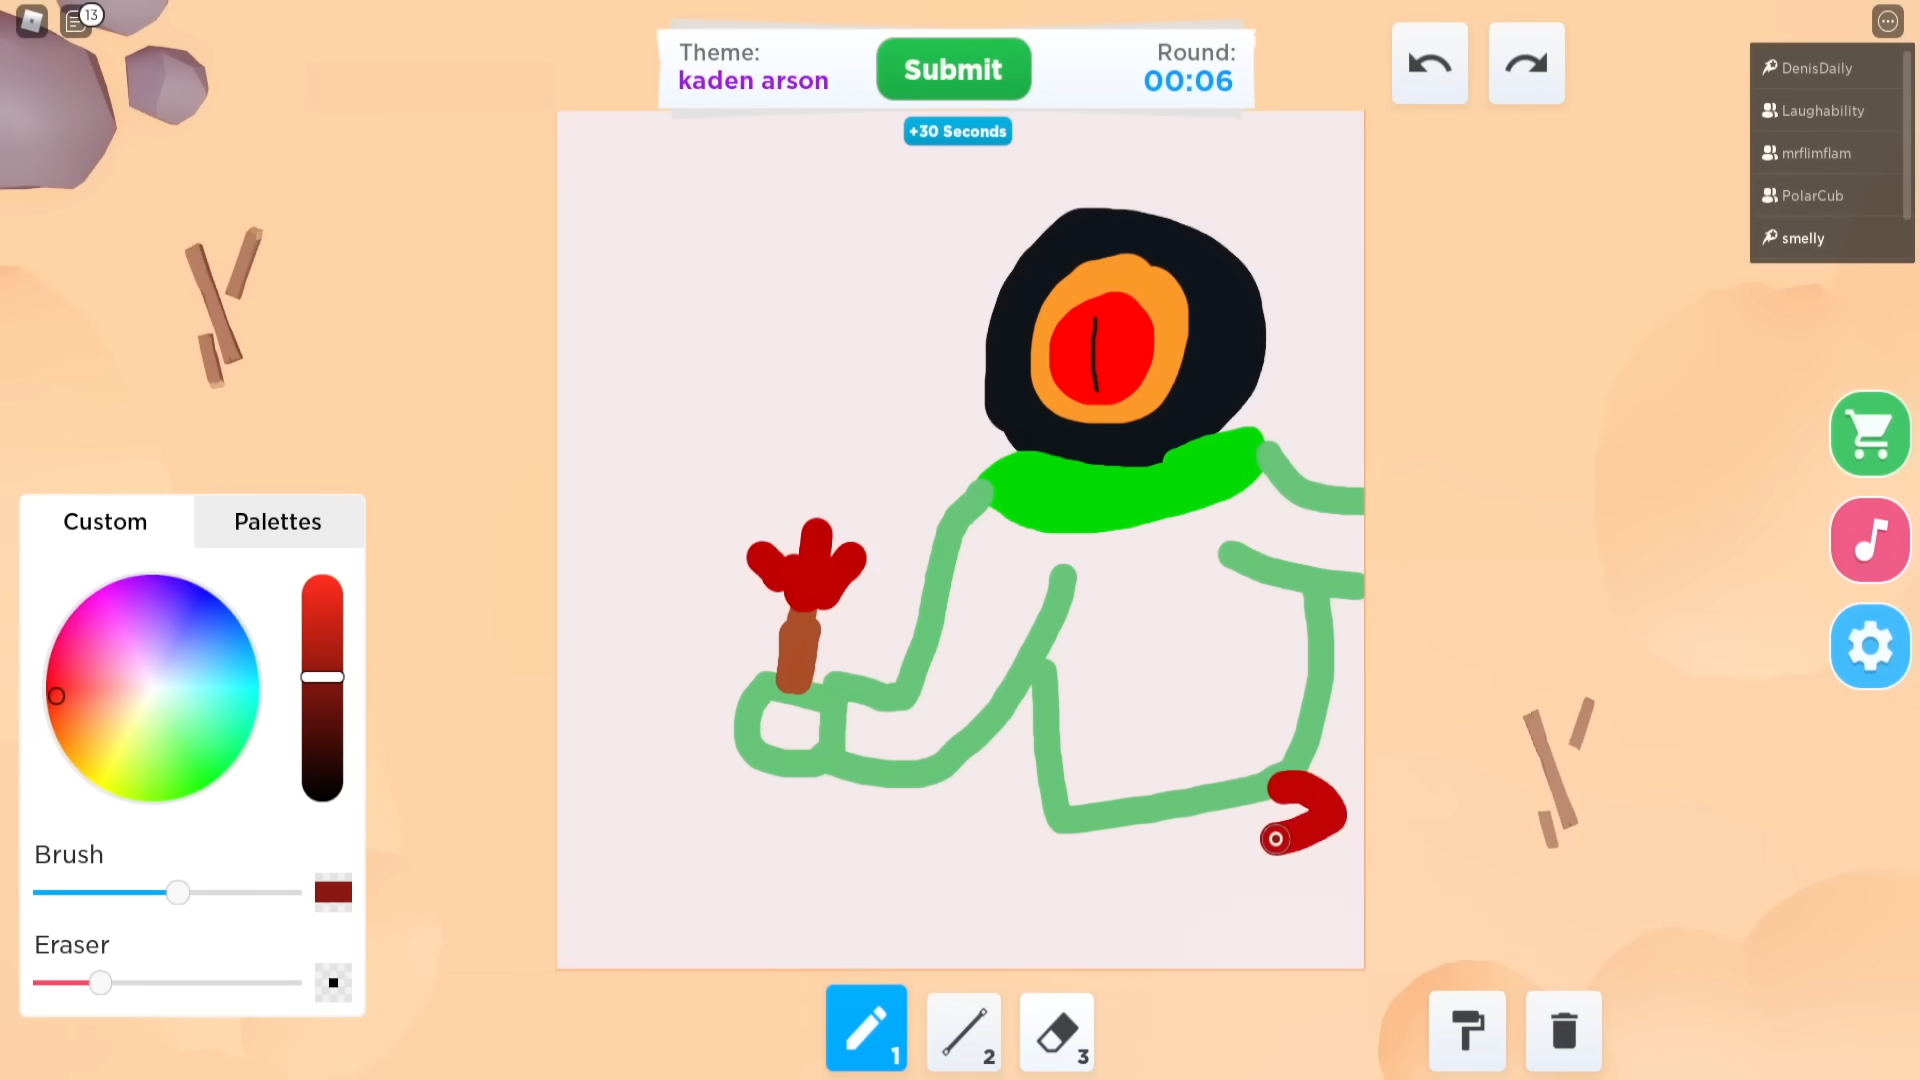 13
Theme:
kaden arson
Submit
Round:
00:06
+30 Seconds
DenisDaily
Laughability
mrflimflam
PolarCub
smelly
Custom
Palettes
Brush
Eraser
1
2
3